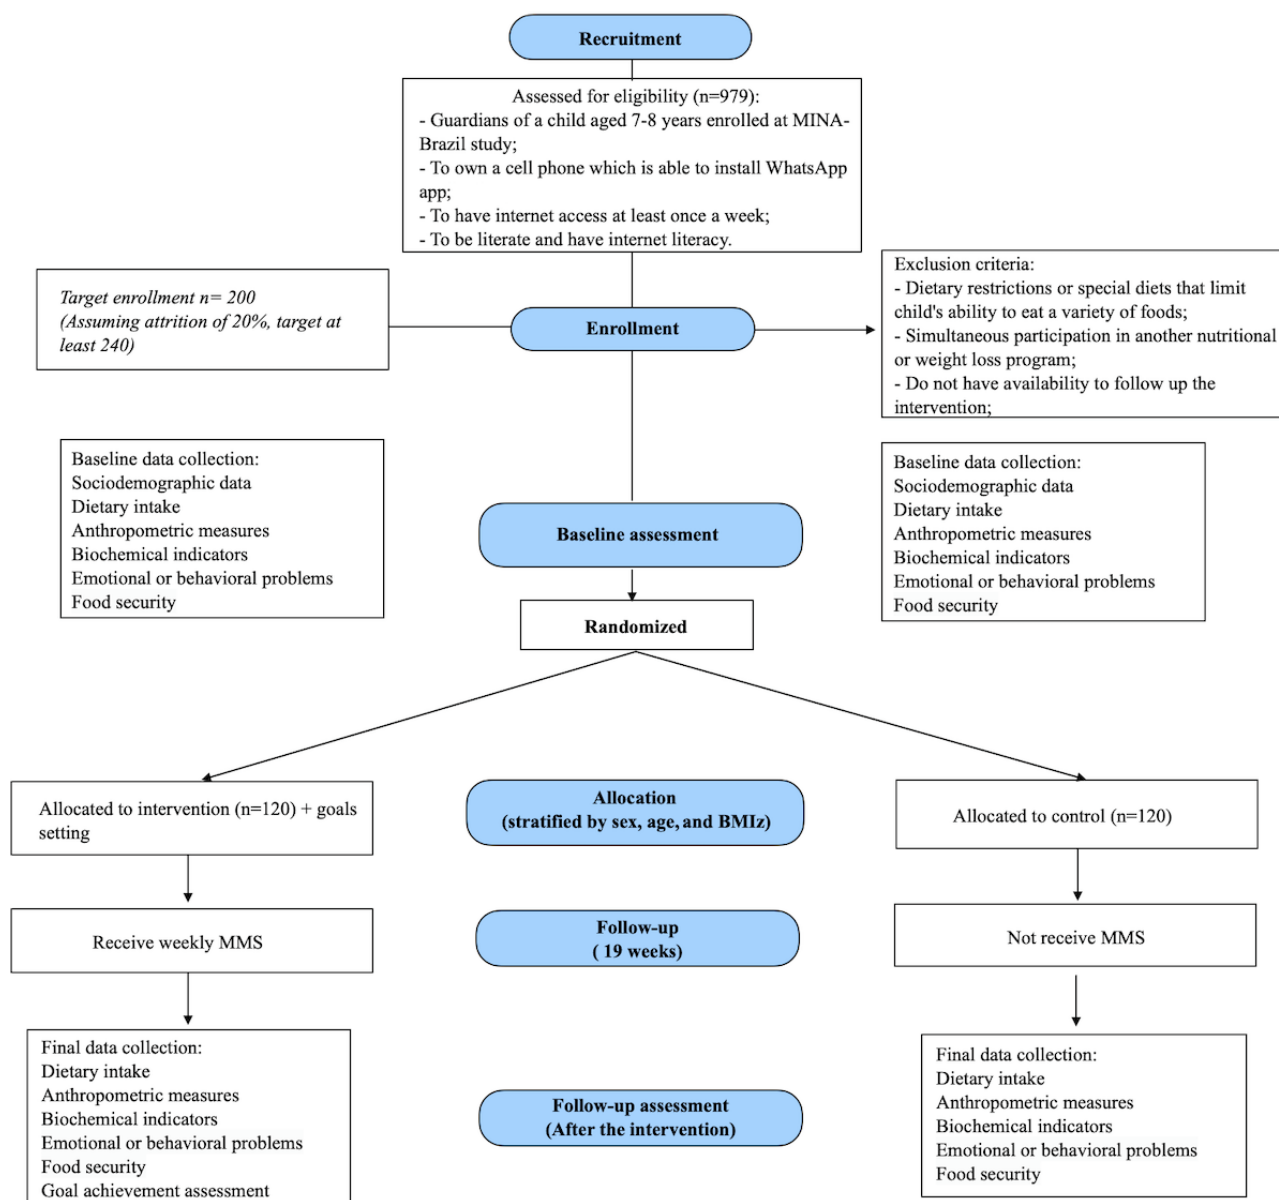 Recruitment
Assessed for eligibility (n=979):
- Guardians of a child aged 7-8 years enrolled at MINA-
Brazil study;
- To own a cell phone which is able to install WhatsApp
app;
- To have internet access at least once a week;
- To be literate and have internet literacy.
Target enrollment n= 200
(Assuming attrition of 20%, target at
least 240)
Enrollment
Exclusion criteria:
- Dietary restrictions or special diets that limit
child's ability to eat a variety of foods;
- Simultaneous participation in another nutritional
or weight loss program;
- Do not have availability to follow up the
intervention;
Baseline data collection:
Sociodemographic data
Dietary intake
Anthropometric measures
Biochemical indicators
Emotional or behavioral problems
Food security
Baseline assessment
Baseline data collection:
Sociodemographic data
Dietary intake
Anthropometric measures
Biochemical indicators
Emotional or behavioral problems
Food security
Randomized
Allocated to intervention (n=120) + goals
setting
Allocation
(stratified by sex, age, and BMIz)
Allocated to control (n=120)
Receive weekly MMS
Follow-up
( 19 weeks)
Not receive MMS
Final data collection:
Dietary intake
Anthropometric measures
Biochemical indicators
Emotional or behavioral problems
Food security
Goal achievement assessment
Follow-up assessment
(After the intervention)
Final data collection:
Dietary intake
Anthropometric measures
Biochemical indicators
Emotional or behavioral problems
Food security